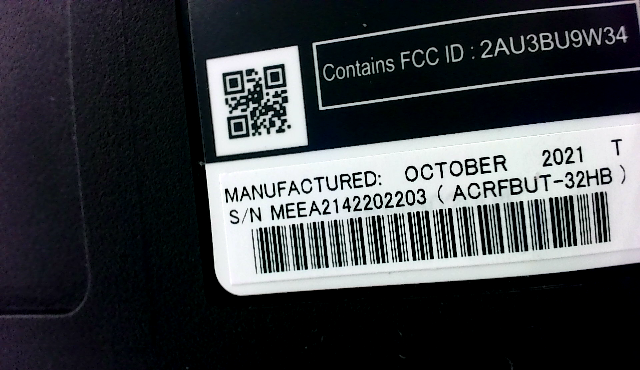 Contains FCC ID : 2AU3BU9W34
MANUFACTURED: OCTOBER 2021 T
S/N MEEA2142202203 ( ACRFBUT-32HB )